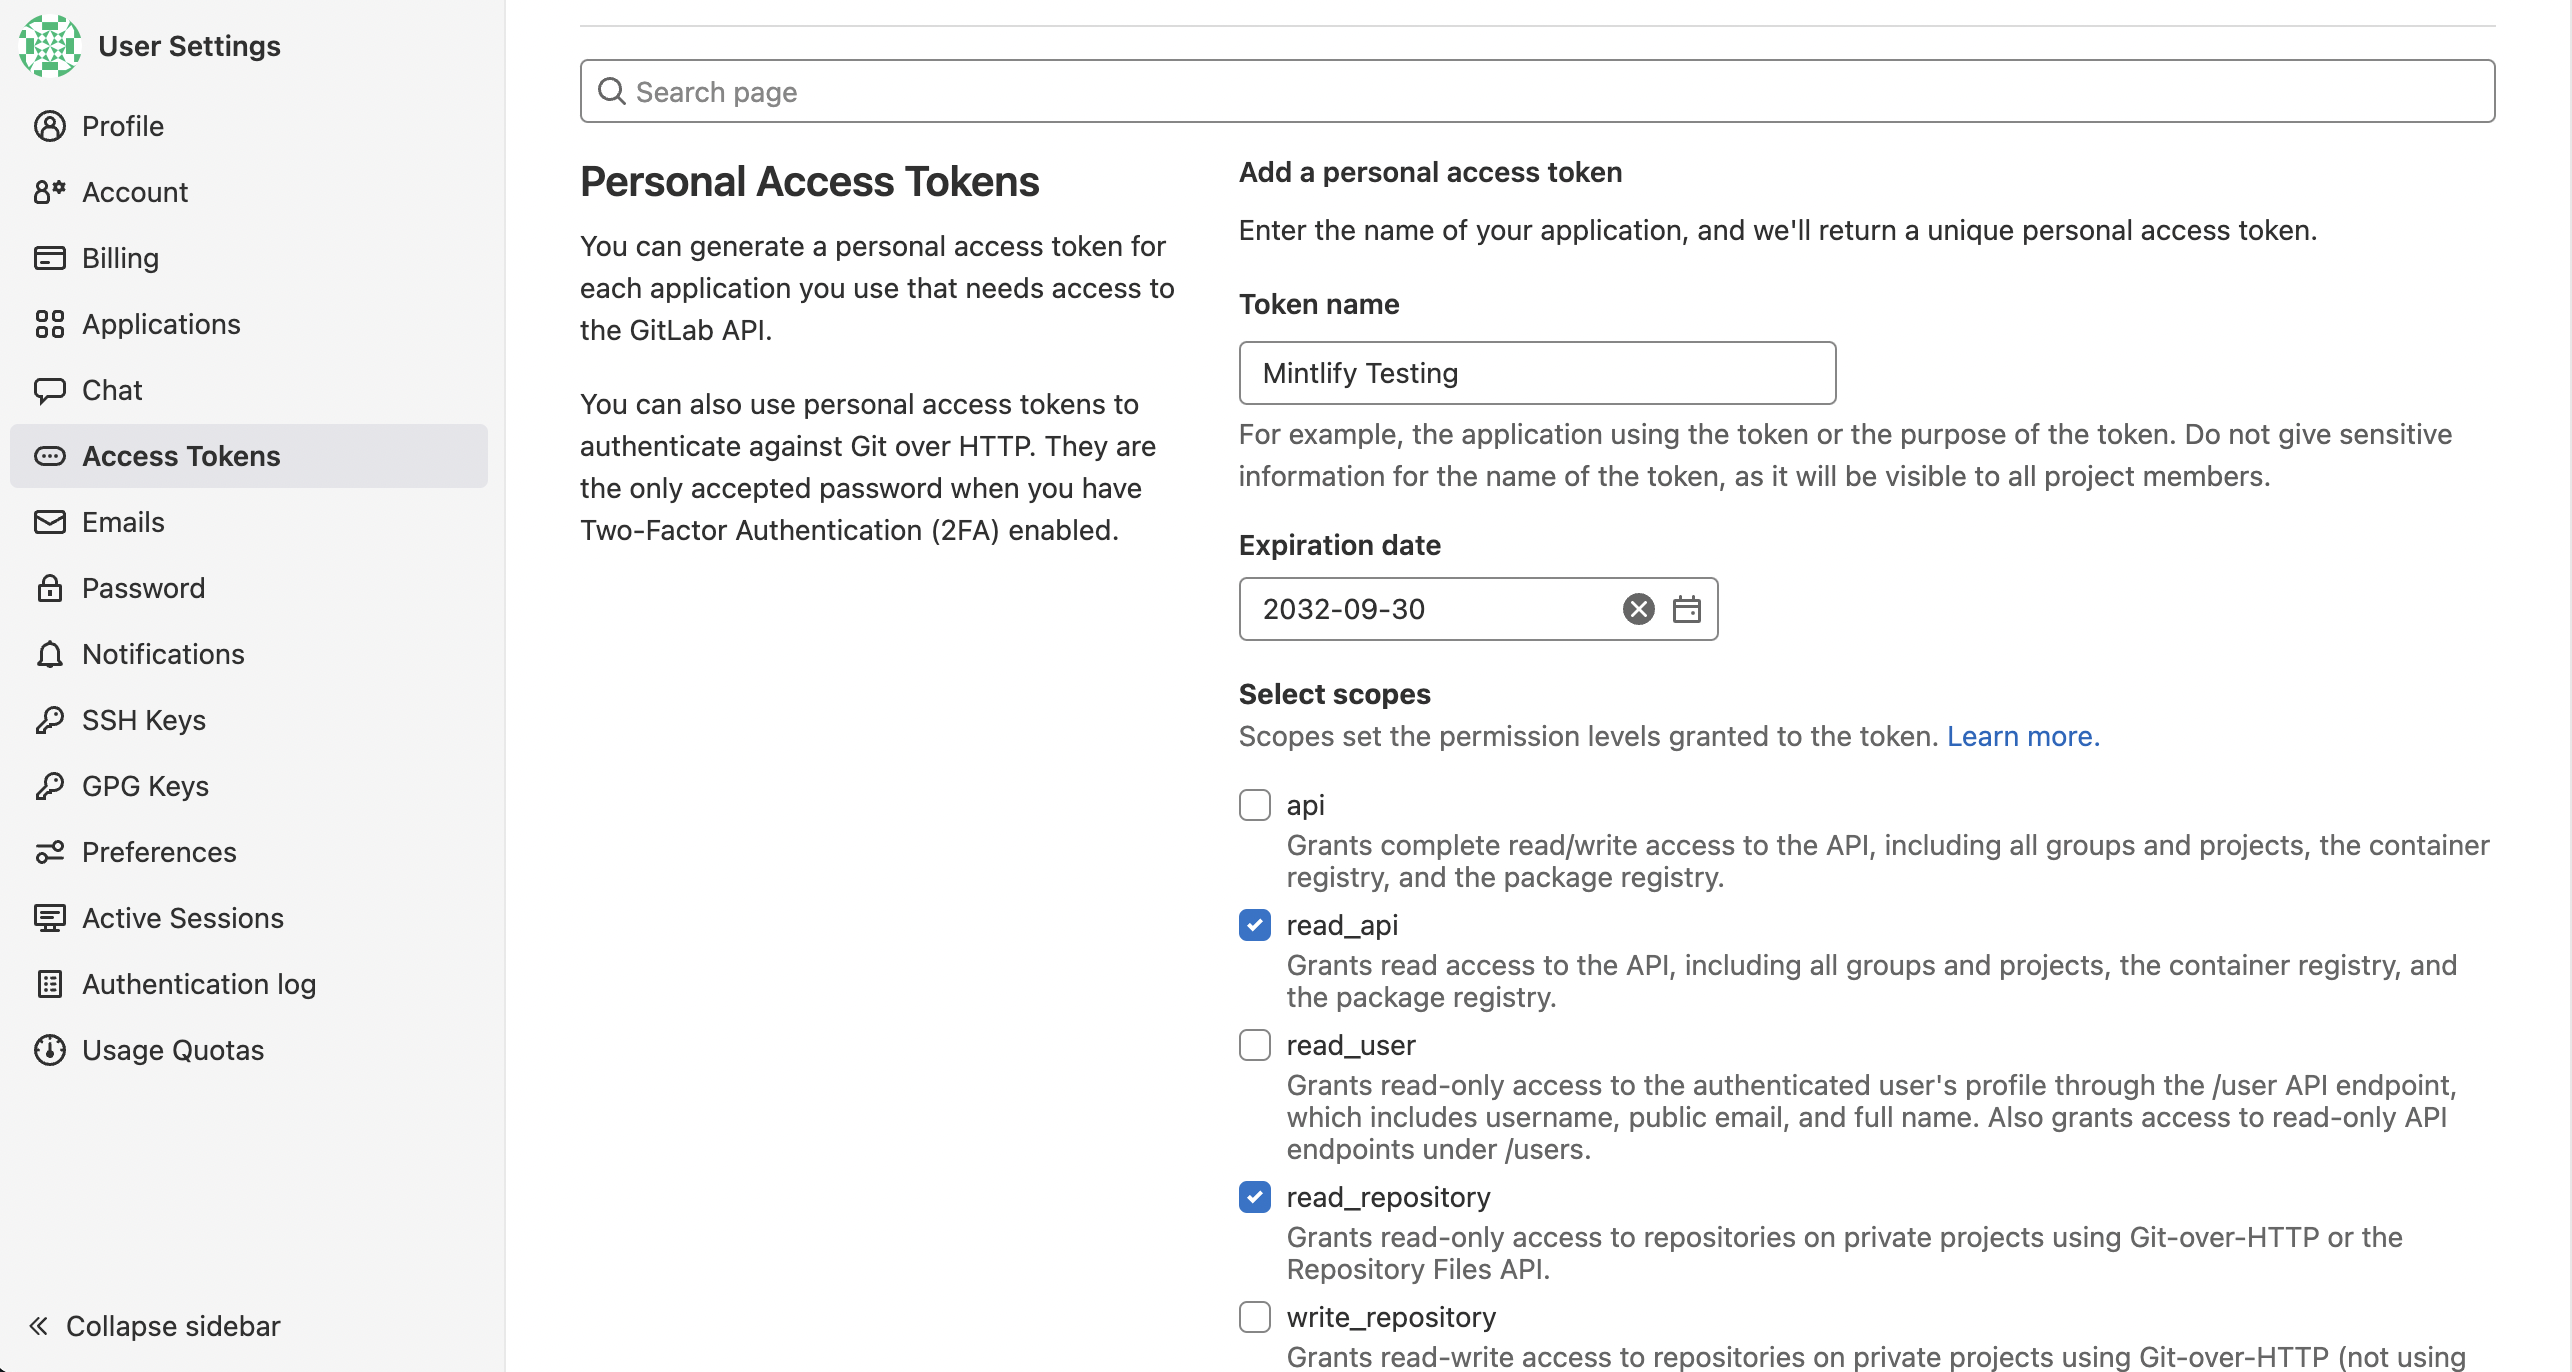 User Settings
Profile
Account
Billing
Applications
Chat
Access Tokens
Emails
Password
Notifications
SSH Keys
GPG Keys
Preferences
Active Sessions
Authentication log
Usage Quotas
Collapse sidebar
Search page
Personal Access Tokens
You can generate a personal access token for
each application you use that needs access to
the GitLab API.
You can also use personal access tokens to
authenticate against Git over HTTP. They are
the only accepted password when you have
Two-Factor Authentication (2FA) enabled.
Add a personal access token
Enter the name of your application, and we'll return a unique personal access token.
Token name
Mintlify Testing
For example, the application using the token or the purpose of the token. Do not give sensitive
information for the name of the token, as it will be visible to all project members.
Expiration date
2032-09-30
Select scopes
Scopes set the permission levels granted to the token. Learn more.
api
Grants complete read/write access to the API, including all groups and projects, the container
registry, and the package registry.
read_api
Grants read access to the API, including all groups and projects, the container registry, and
the package registry.
read_user
Grants read-only access to the authenticated user's profile through the /user API endpoint,
which includes username, public email, and full name. Also grants access to read-only API
endpoints under /users.
read_repository
Grants read-only access to repositories on private projects using Git-over-HTTP or the
Repository Files API.
write_repository
Grants read-write access to repositories on private projects using Git-over-HTTP (not using